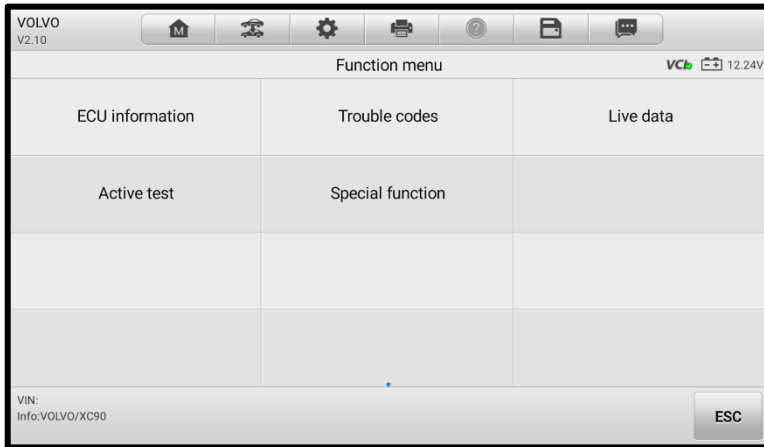 VOLVO
V2.10
M
?
Function menu
VCI 12.24V
ECU information
Trouble codes
Live data
Active test
Special function
VIN:
Info:VOLVO/XC90
ESC